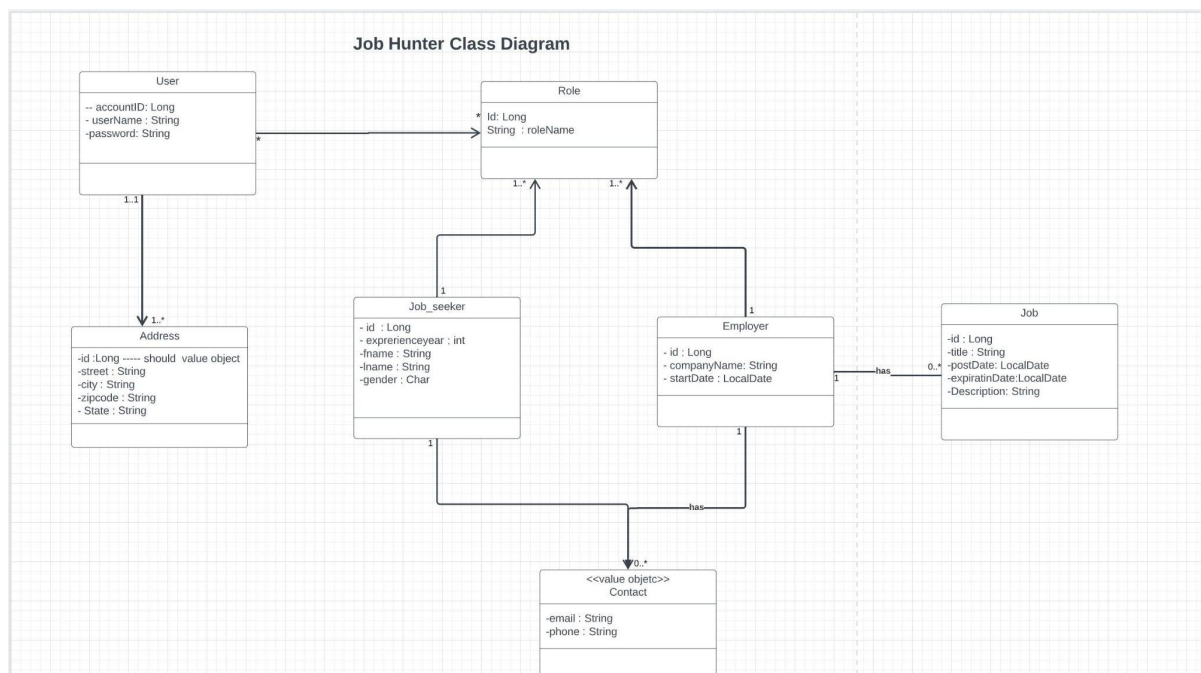 Job Hunter Class Diagram
User
-- accountID: Long
- userName : String
-password: String
*
1..1
Role
* Id: Long
String : roleName
1..*
1..*
1..*
Address
-id :Long ----- should value object
-street : String
-city : String
-zipcode : String
- State : String
1
Job_seeker
- id : Long
- exprerienceyear : int
-fname : String
-lname : String
-gender : Char
1
1
Employer
- id : Long
- companyName: String
- startDate : LocalDate
1
1
has
0..*
Job
-id : Long
-title : String
-postDate: LocalDate
-expiratinDate:LocalDate
-Description: String
has
0..*
<<value objetc>>
Contact
-email : String
-phone : String